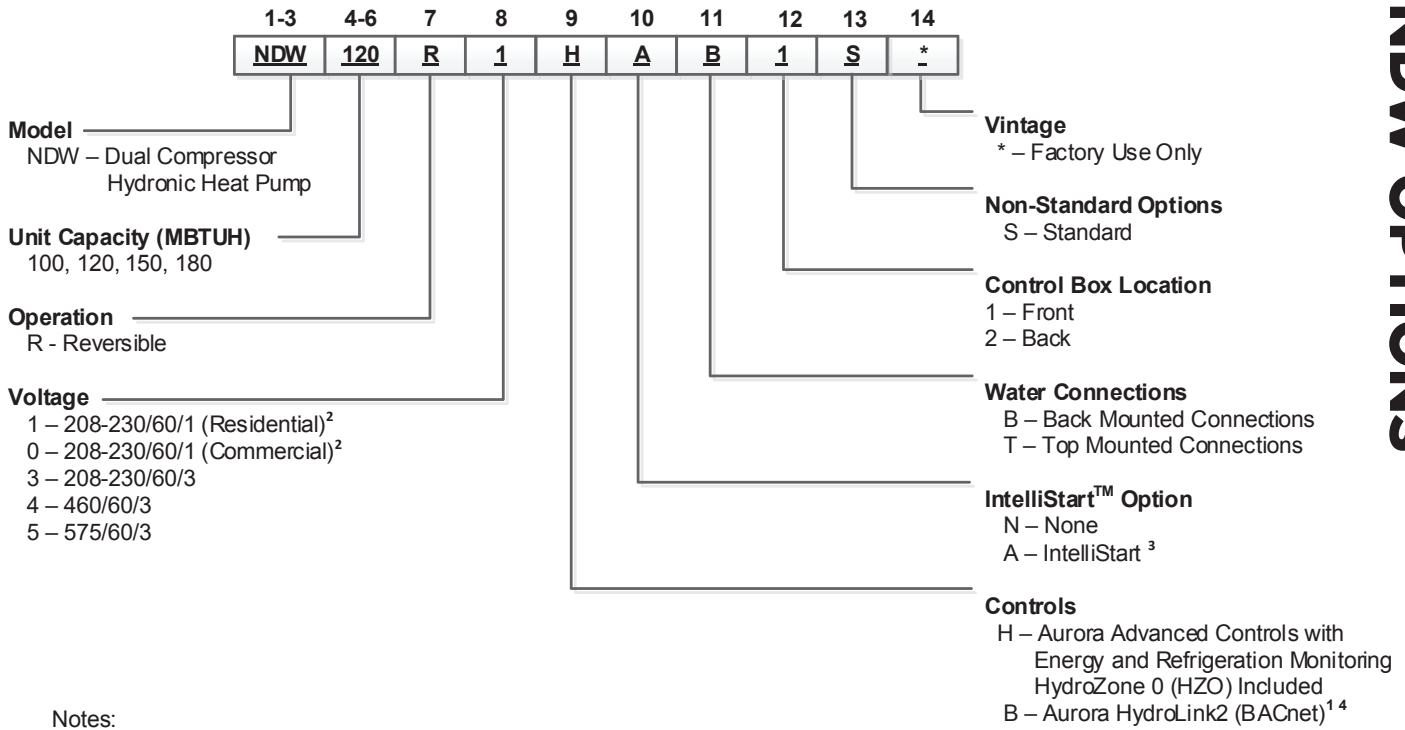 1-3 4-6 7 8 9 10 11 12 13 14
NDW 120 R 1 H A B 1 S *
Model
NDW – Dual Compressor
Hydronic Heat Pump
Unit Capacity (MBTUH)
100, 120, 150, 180
Operation
R - Reversible
Voltage
1 – 208-230/60/1 (Residential)²
0 – 208-230/60/1 (Commercial)²
3 – 208-230/60/3
4 – 460/60/3
5 – 575/60/3
Vintage
* – Factory Use Only
Non-Standard Options
S – Standard
Control Box Location
1 – Front
2 – Back
Water Connections
B – Back Mounted Connections
T – Top Mounted Connections
IntelliStart™ Option
N – None
A – IntelliStart ³
Controls
H – Aurora Advanced Controls with
Energy and Refrigeration Monitoring
HydroZone 0 (HZO) Included
B – Aurora HydroLink2 (BACnet)¹ ⁴
Notes:
NDW OPTIONS